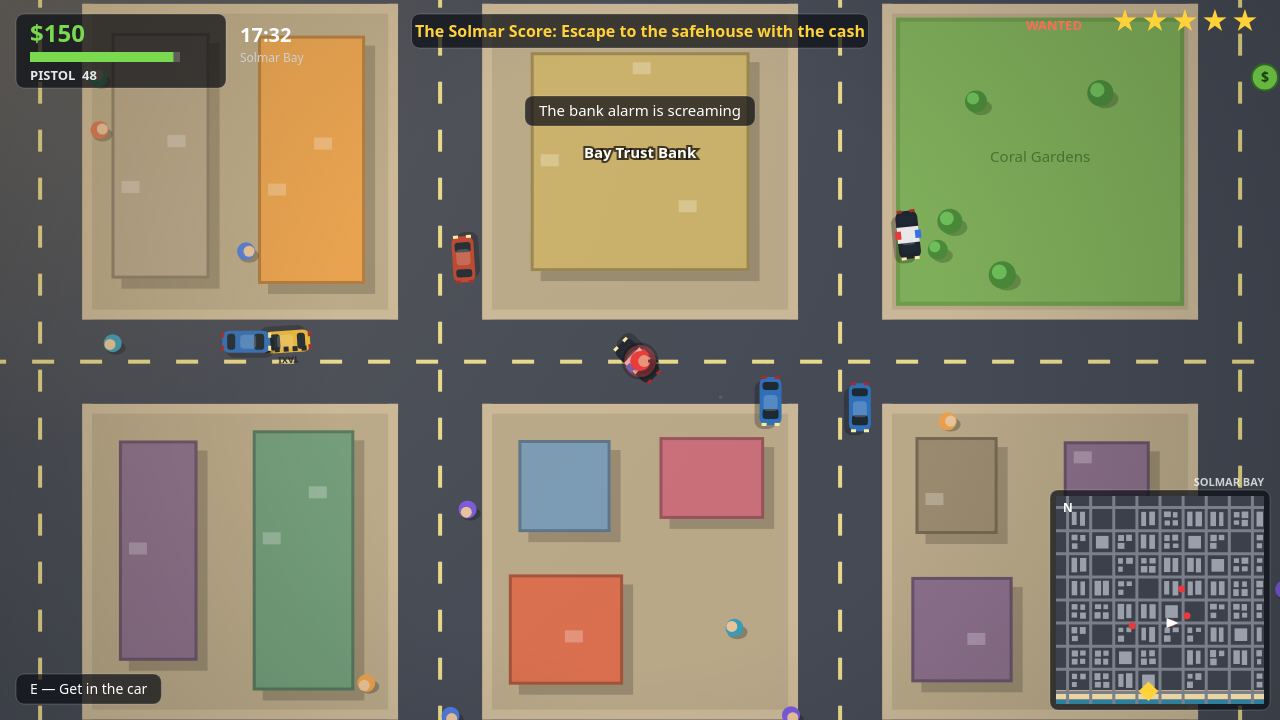 $150
PISTOL 48
17:32
Solmar Bay
The Solmar Score: Escape to the safehouse with the cash
WANTED
$
The bank alarm is screaming
Bay Trust Bank
Coral Gardens
TAXI
SOLMAR BAY
N
E — Get in the car